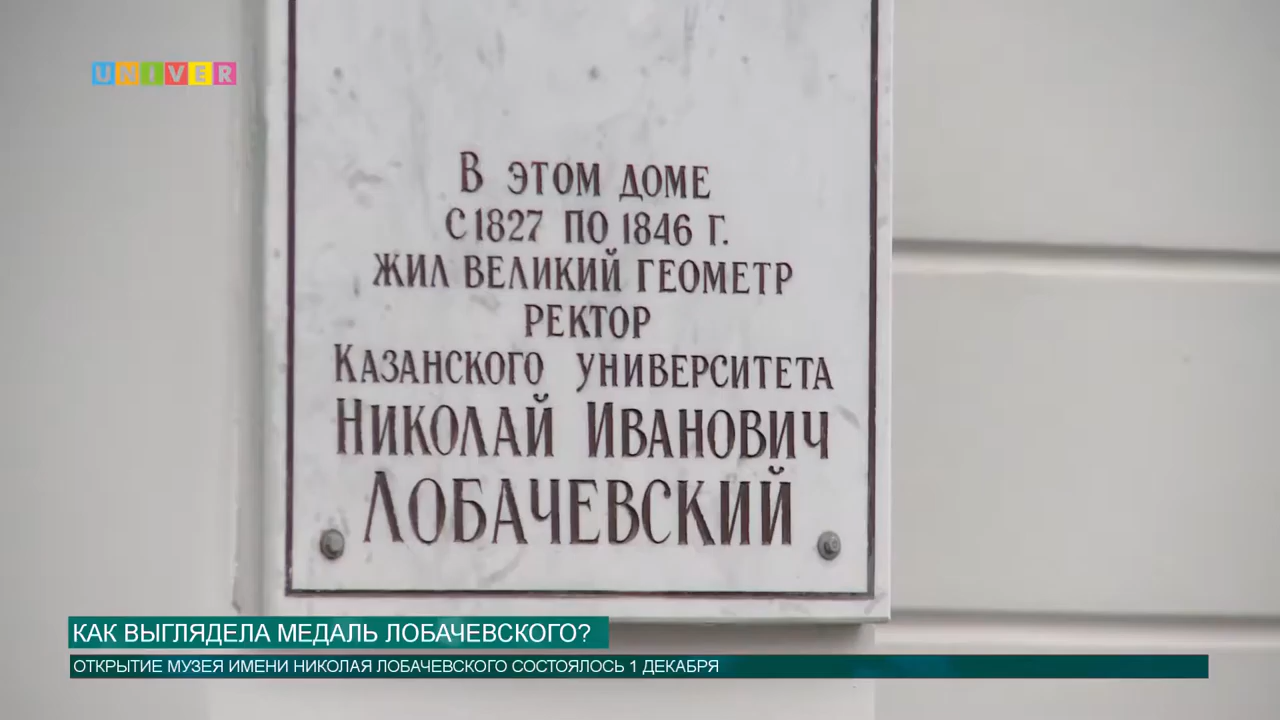 UNIVER
В ЭТОМ ДОМЕ
С 1827 ПО 1846 Г.
ЖИЛ ВЕЛИКИЙ ГЕОМЕТР
РЕКТОР
КАЗАНСКОГО УНИВЕРСИТЕТА
НИКОЛАЙ ИВАНОВИЧ
ЛОБАЧЕВСКИЙ
КАК ВЫГЛЯДЕЛА МЕДАЛЬ ЛОБАЧЕВСКОГО?
ОТКРЫТИЕ МУЗЕЯ ИМЕНИ НИКОЛАЯ ЛОБАЧЕВСКОГО СОСТОЯЛОСЬ 1 ДЕКАБРЯ